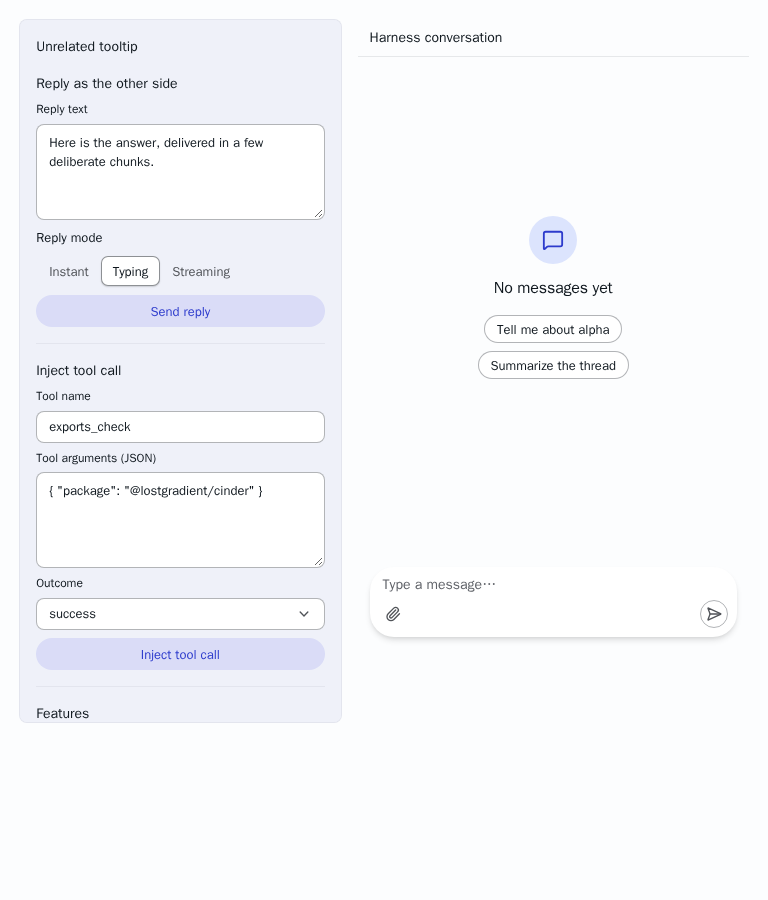 Unrelated tooltip
Reply as the other side
Reply text
Here is the answer, delivered in a few
deliberate chunks.
Reply mode
Instant
Typing
Streaming
Send reply
Inject tool call
Tool name
exports_check
Tool arguments (JSON)
{ "package": "@lostgradient/cinder" }
Outcome
success
Inject tool call
Features
Harness conversation
No messages yet
Tell me about alpha
Summarize the thread
Type a message…